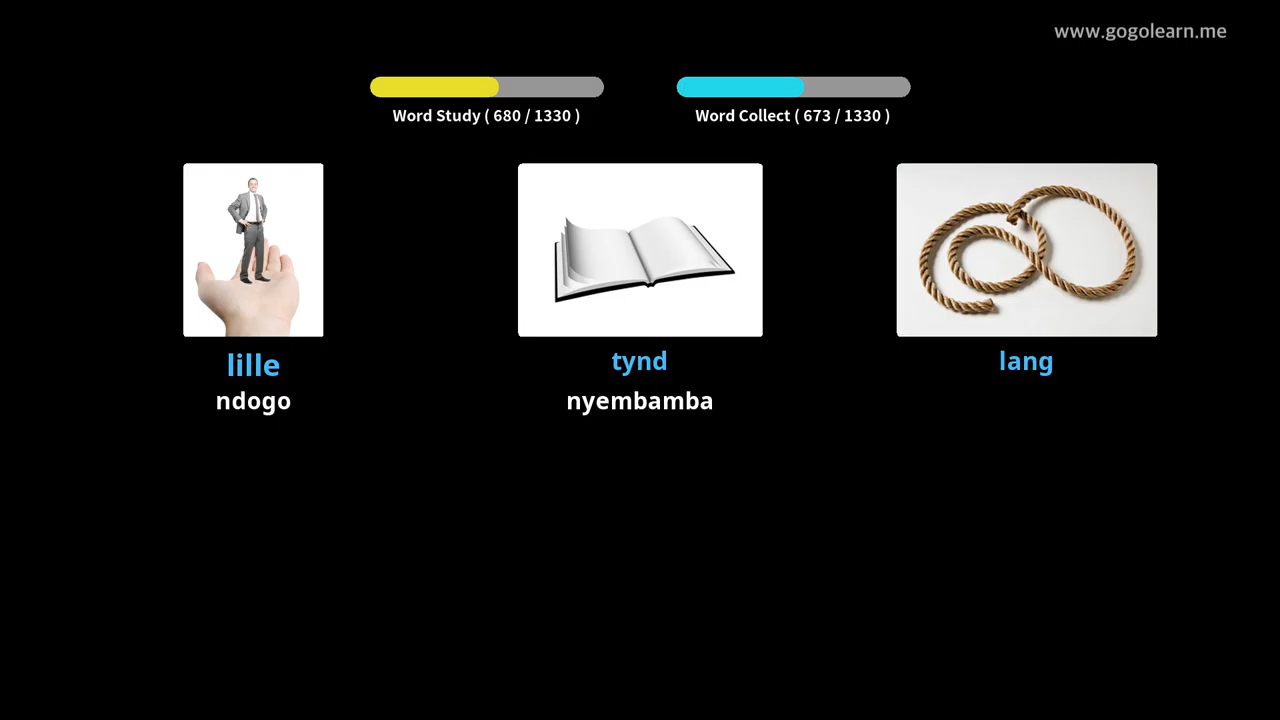 www.gogolearn.me
Word Study ( 680 / 1330 )
Word Collect ( 673 / 1330 )
lille
tynd
lang
ndogo
nyembamba